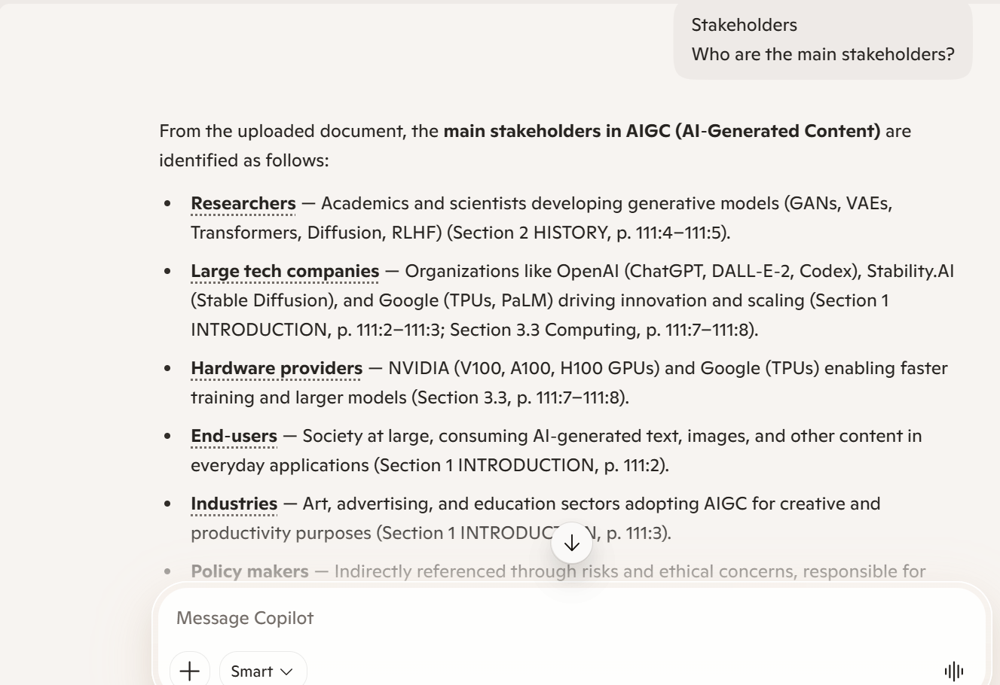 Stakeholders
Who are the main stakeholders?
From the uploaded document, the main stakeholders in AIGC (AI-Generated Content) are
identified as follows:
• Researchers — Academics and scientists developing generative models (GANs, VAEs,
Transformers, Diffusion, RLHF) (Section 2 HISTORY, p. 111:4–111:5).
• Large tech companies — Organizations like OpenAI (ChatGPT, DALL-E-2, Codex), Stability.AI
(Stable Diffusion), and Google (TPUs, PaLM) driving innovation and scaling (Section 1
INTRODUCTION, p. 111:2–111:3; Section 3.3 Computing, p. 111:7–111:8).
• Hardware providers — NVIDIA (V100, A100, H100 GPUs) and Google (TPUs) enabling faster
training and larger models (Section 3.3, p. 111:7–111:8).
• End-users — Society at large, consuming AI-generated text, images, and other content in
everyday applications (Section 1 INTRODUCTION, p. 111:2).
• Industries — Art, advertising, and education sectors adopting AIGC for creative and
productivity purposes (Section 1 INTRODUCTION, p. 111:3).
• Policy makers — Indirectly referenced through risks and ethical concerns, responsible for
Message Copilot
Smart